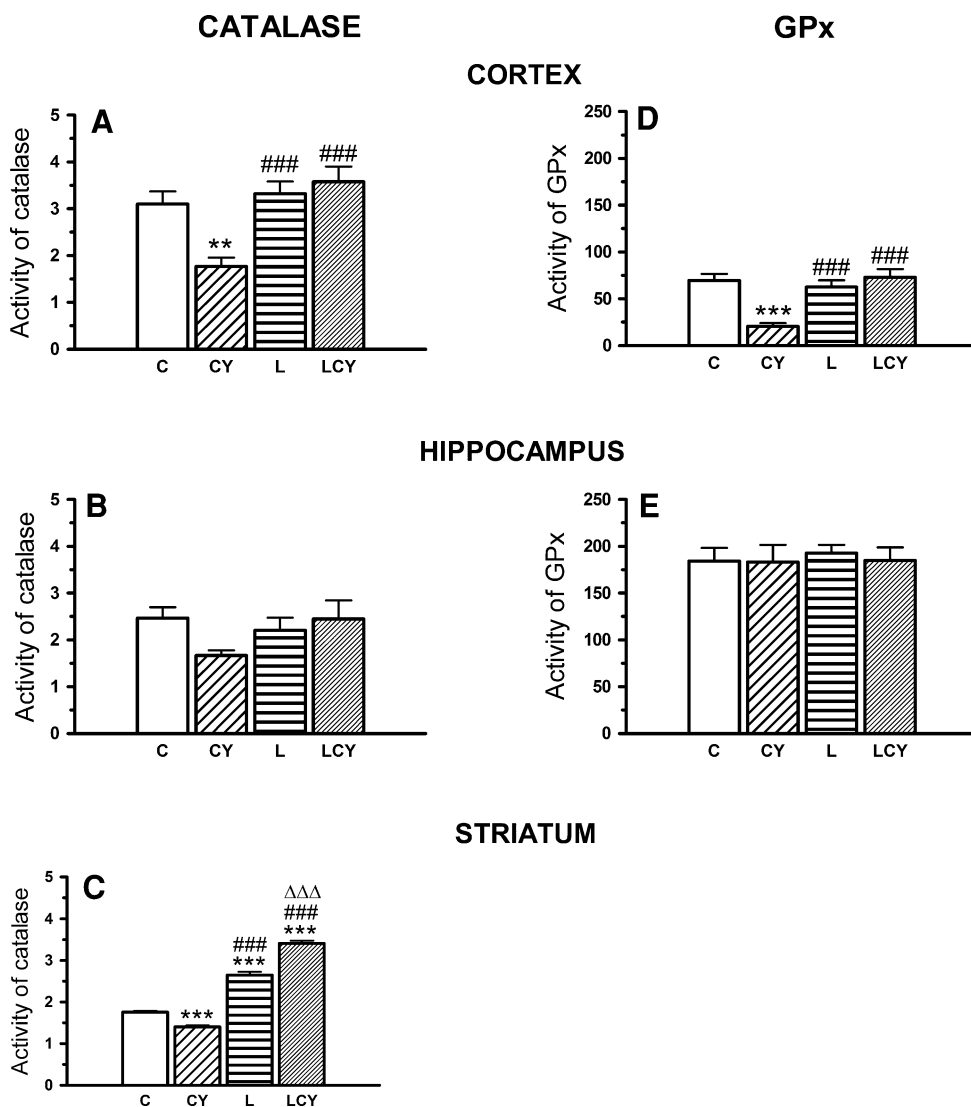 CATALASE GPx
CORTEX
A
Activity of catalase
5
4
3
2
1
0
**
###
###
C CY L LCY
D
Activity of GPx
250
200
150
100
50
0
***
###
###
C CY L LCY
HIPPOCAMPUS
B
Activity of catalase
5
4
3
2
1
0
C CY L LCY
E
Activity of GPx
250
200
150
100
50
0
C CY L LCY
STRIATUM
C
Activity of catalase
5
4
3
2
1
0
***
###
***
ΔΔΔ
###
***
C CY L LCY